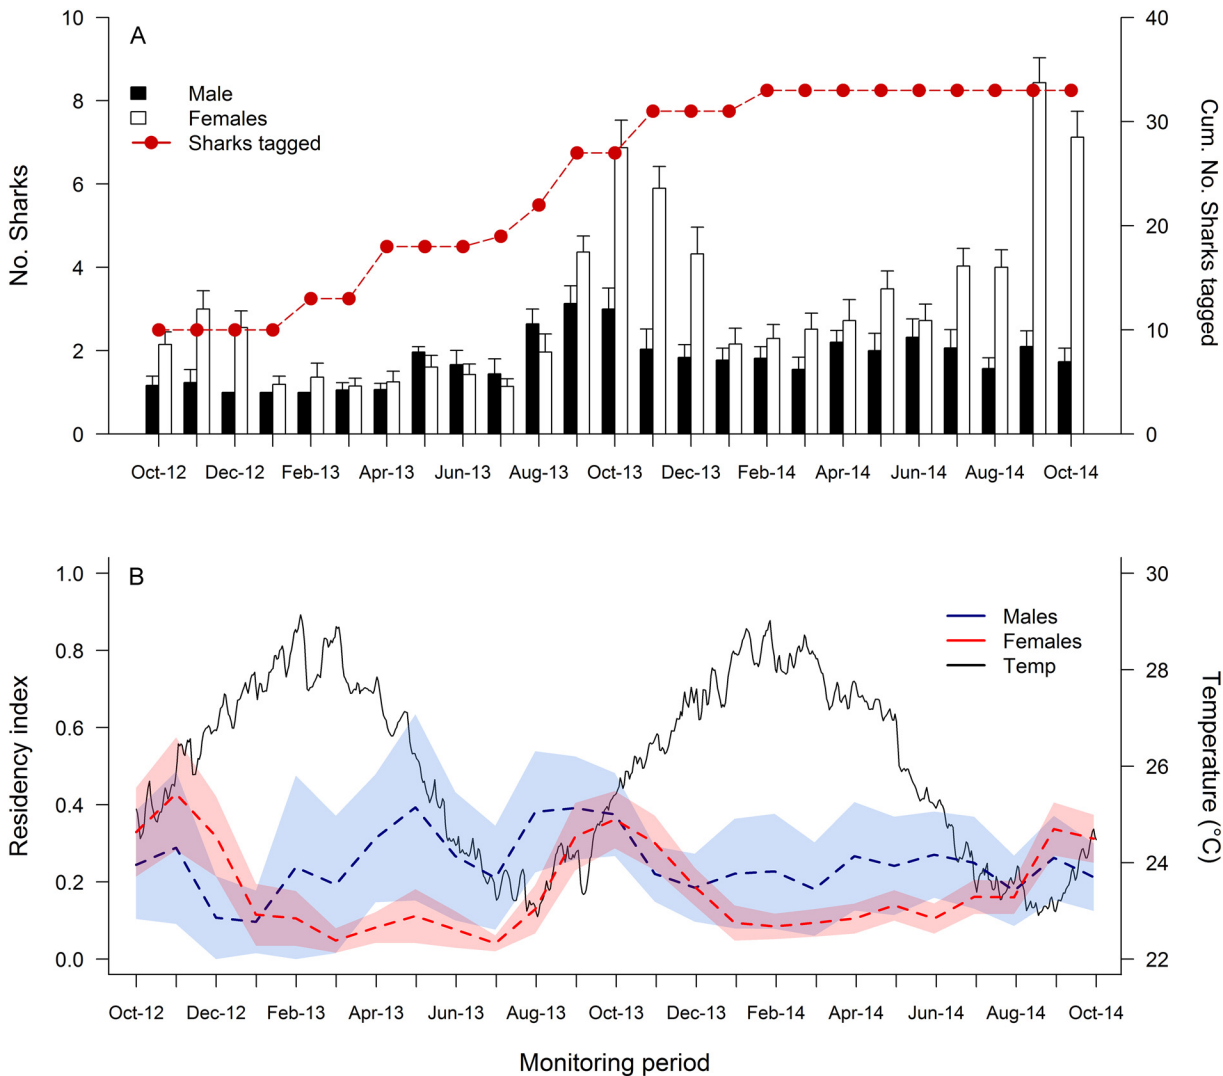 A
Male
Females
Sharks tagged
No. Sharks
10
8
6
4
2
0
Cum. No. Sharks tagged
40
30
20
10
0
Oct-12 Dec-12 Feb-13 Apr-13 Jun-13 Aug-13 Oct-13 Dec-13 Feb-14 Apr-14 Jun-14 Aug-14 Oct-14
B
Males
Females
Temp
Residency index
1.0
0.8
0.6
0.4
0.2
0.0
Temperature (°C)
30
28
26
24
22
Oct-12 Dec-12 Feb-13 Apr-13 Jun-13 Aug-13 Oct-13 Dec-13 Feb-14 Apr-14 Jun-14 Aug-14 Oct-14
Monitoring period